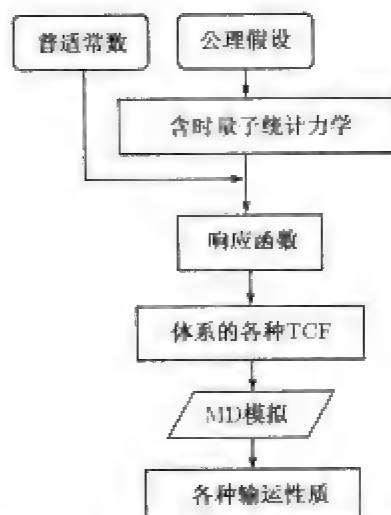 普适常数
公理假设
含时量子统计力学
响应函数
体系的各种TCF
MD模拟
各种输运性质